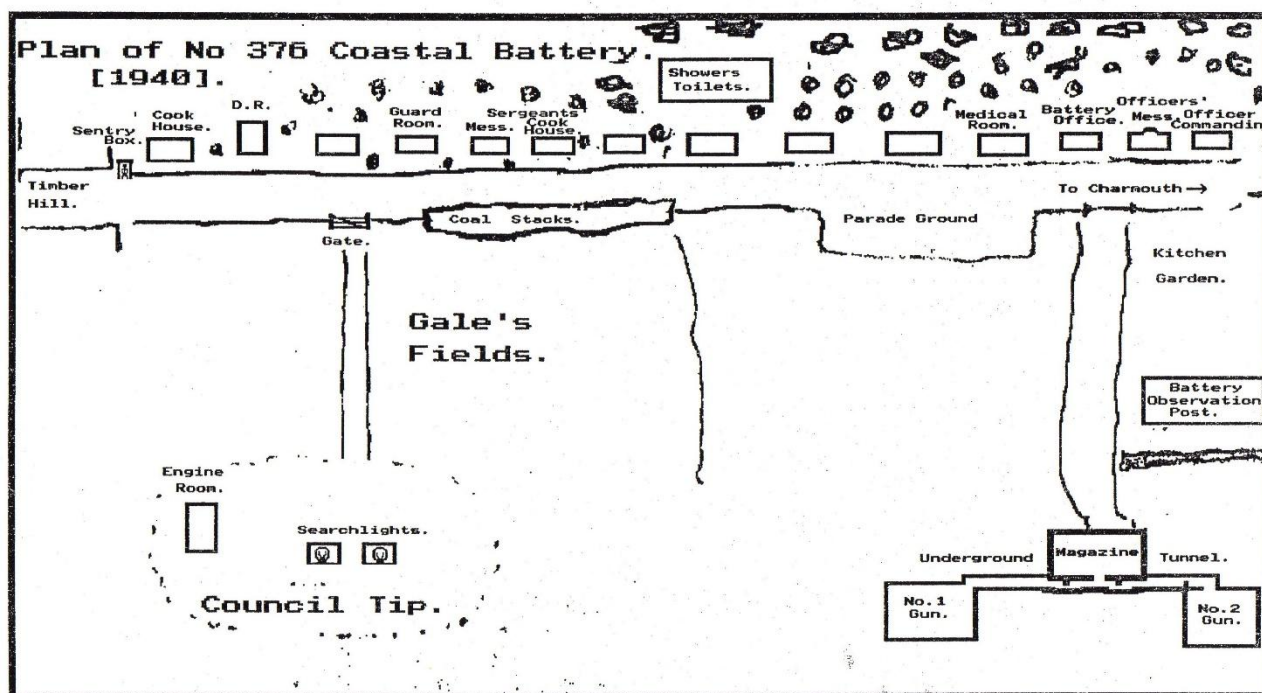 Plan of No 376 Coastal Battery.
[1940].
Showers
Toilets.
Sentry
Box.
Cook
House.
D.R.
Guard
Room.
Sergeants'
Mess.
Cook
House.
Medical
Room.
Battery
Office.
Officers'
Mess.
Officer
Commandin
Timber
Hill.
Gate.
Coal Stacks.
Parade Ground
To Charmouth→
Kitchen
Garden.
Gale's
Fields.
Battery
Observation
Post.
Engine
Room.
Searchlights.
Council Tip.
Underground
Magazine
Tunnel.
No.1
Gun.
No.2
Gun.